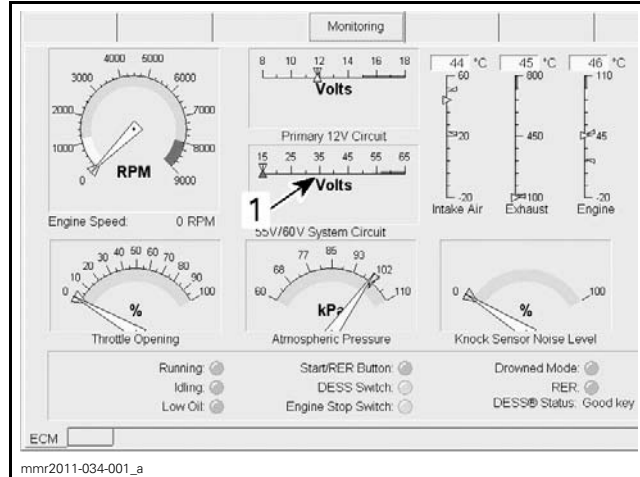 Monitoring
0 1000 2000 3000 4000 5000 6000 7000 8000 9000
RPM
Engine Speed: 0 RPM
8 10 12 14 16 18
Volts
Primary 12V Circuit
15 25 35 45 55 65
Volts
1
55V/60V System Circuit
44 °C 45 °C 46 °C
60 800 110
20 450 45
-20 -100 -20
Intake Air Exhaust Engine
0 10 20 30 40 50 60 70 80 90 100
%
Throttle Opening
60 68 77 85 93 102 110
kPa
Atmospheric Pressure
0 100
%
Knock Sensor Noise Level
Running:
Idling:
Low Oil:
Start/RER Button:
DESS Switch:
Engine Stop Switch:
Drowned Mode:
RER:
DESS® Status: Good key
ECM
mmr2011-034-001_a